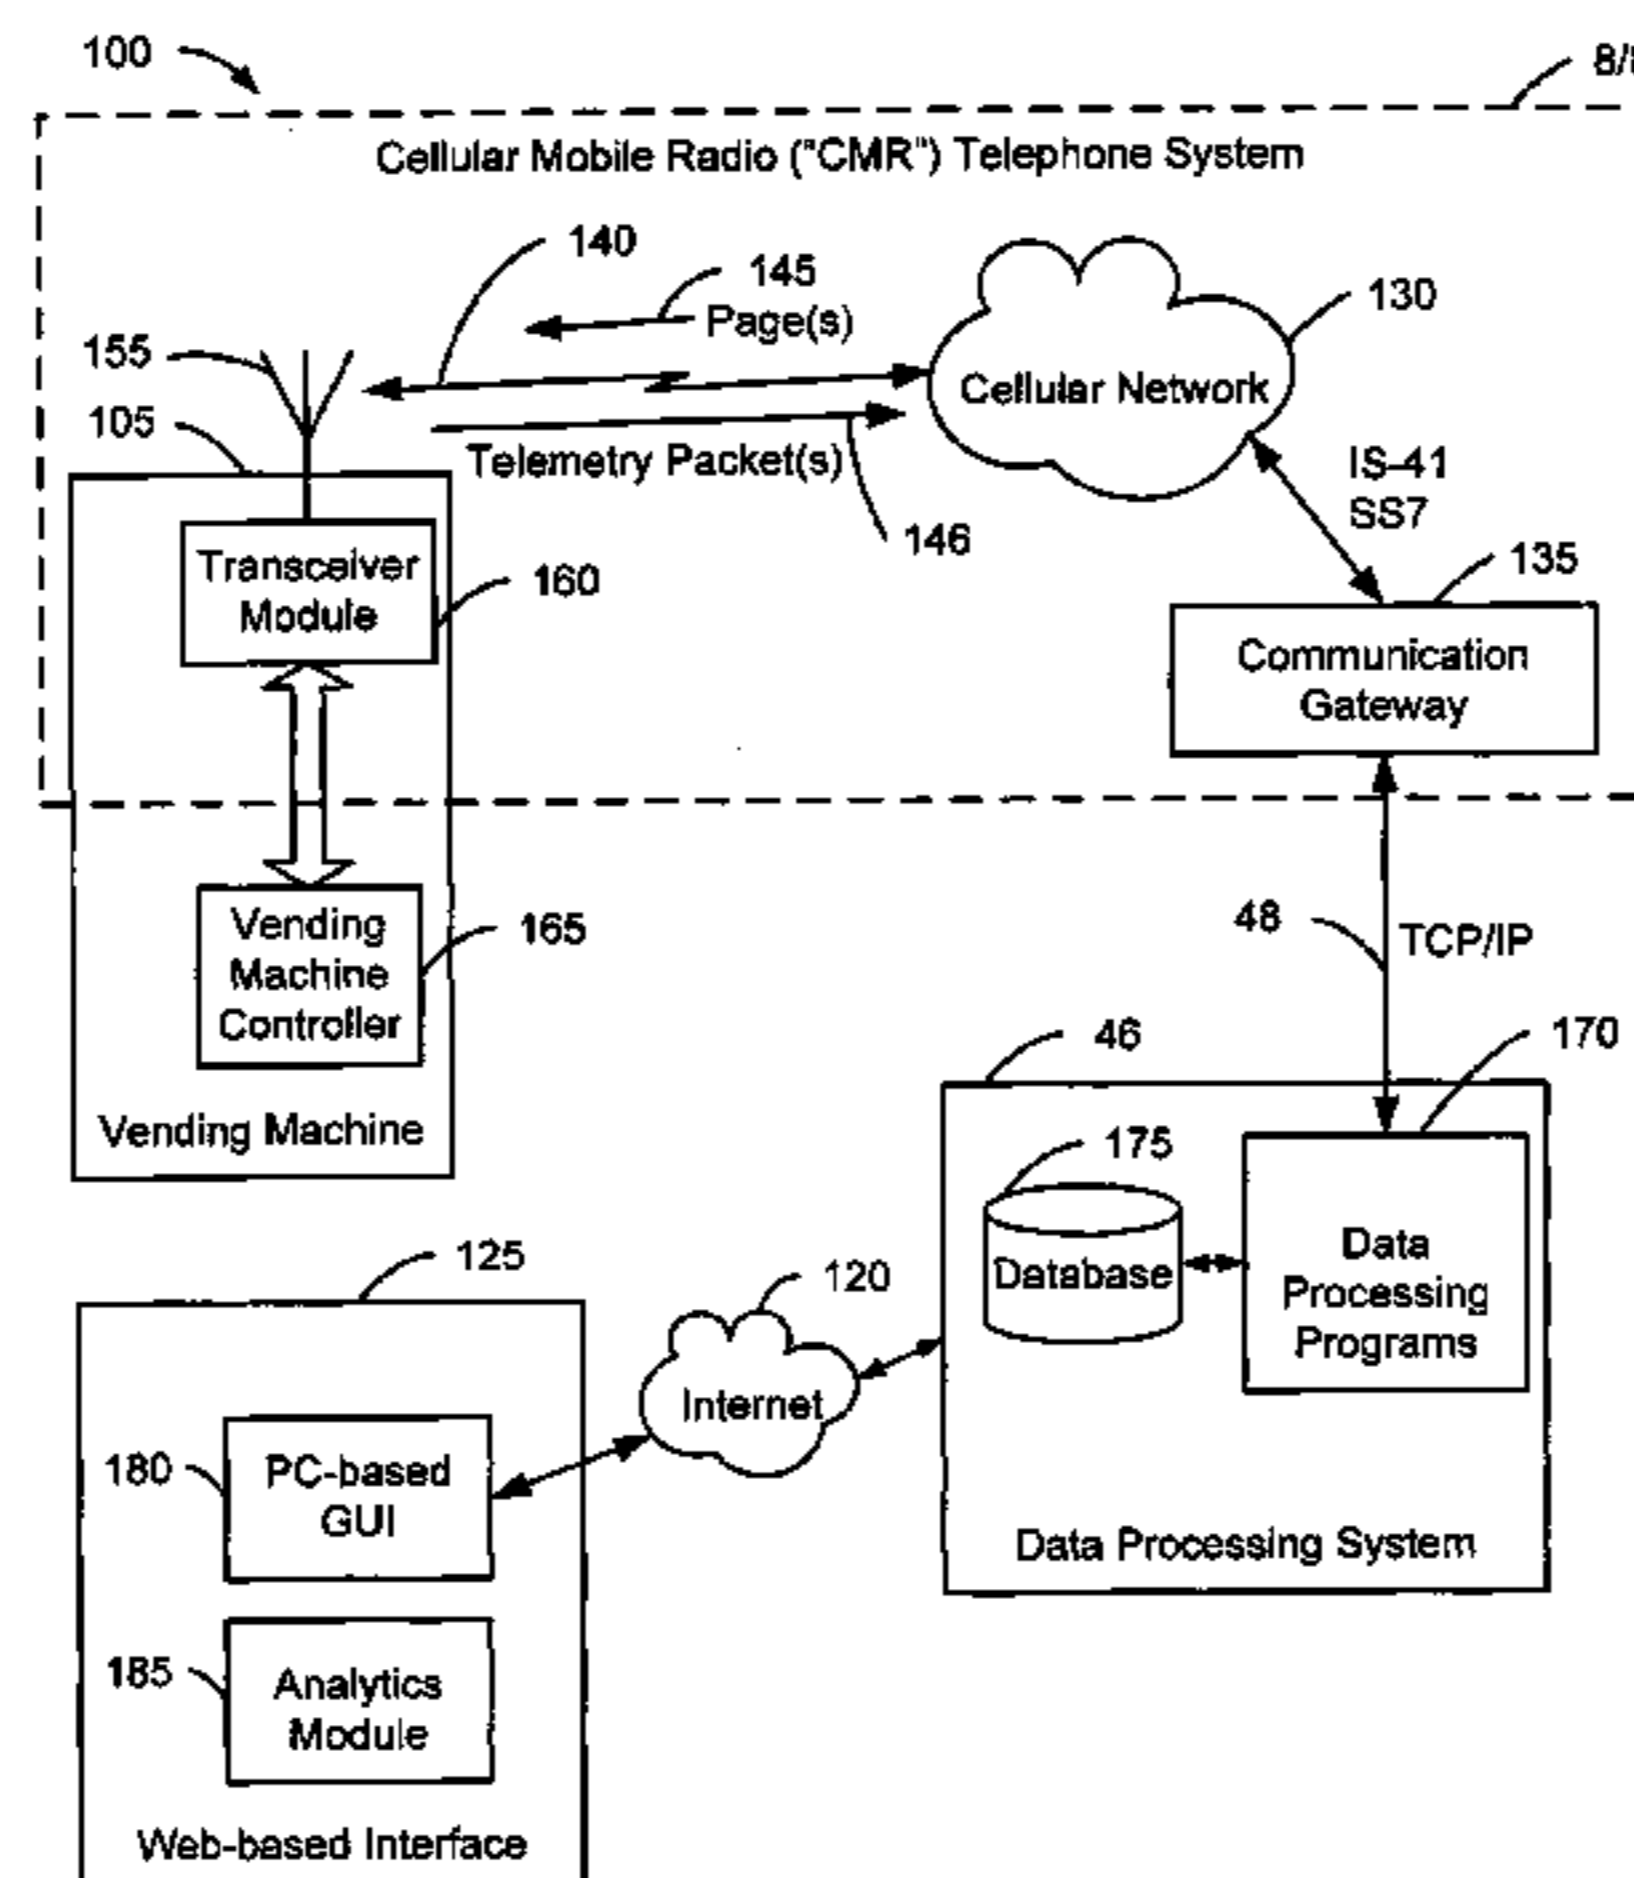 100
8/
Cellular Mobile Radio ("CMR") Telephone System
140
145
Page(s)
130
155
Cellular Network
105
Telemetry Packet(s)
146
IS-41
SS7
Transceiver
Module
160
135
Communication
Gateway
Vending
Machine
Controller
165
48
TCP/IP
46
170
Vending Machine
175
Database
Data
Processing
Programs
125
120
Internet
180
PC-based
GUI
Data Processing System
185
Analytics
Module
Web-based Interface